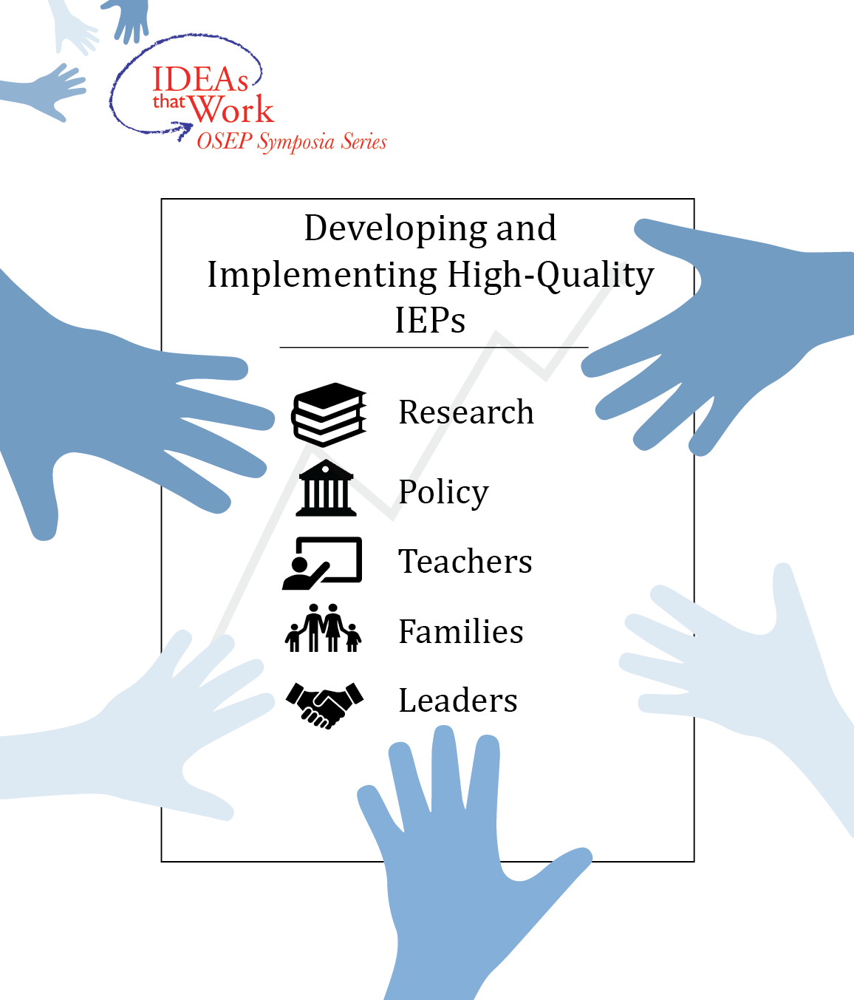 IDEAs
that Work
OSEP Symposia Series
Developing and
Implementing High-Quality
IEPs
Research
Policy
Teachers
Families
Leaders